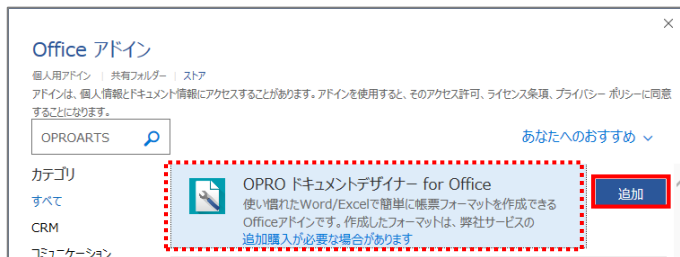 Office アドイン
個人用アドイン | 共有フォルダー | ストア
アドインは、個人情報とドキュメント情報にアクセスすることがあります。アドインを使用すると、そのアクセス許可、ライセンス条項、プライバシー ポリシーに同意
することになります。
OPROARTS
あなたへのおすすめ
カテゴリ
すべて
CRM
コミュニケーション
OPRO ドキュメントデザイナー for Office
使い慣れたWord/Excelで簡単に帳票フォーマットを作成できる
Officeアドインです。作成したフォーマットは、弊社サービスの
追加購入が必要な場合があります
追加